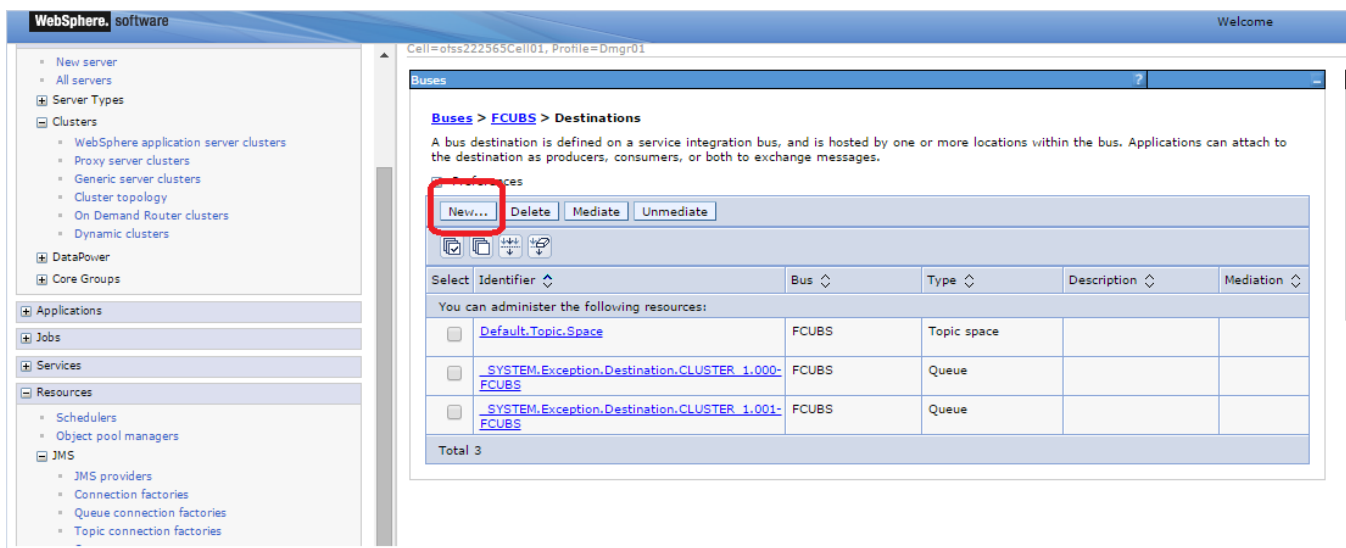 WebSphere. software
Welcome
New server
All servers
Server Types
Clusters
WebSphere application server clusters
Proxy server clusters
Generic server clusters
Cluster topology
On Demand Router clusters
Dynamic clusters
DataPower
Core Groups
Applications
Jobs
Services
Resources
Schedulers
Object pool managers
JMS
JMS providers
Connection factories
Queue connection factories
Topic connection factories
Cell=ofss222565Cell01, Profile=Dmgr01
Buses ? –
Buses > FCUBS > Destinations
A bus destination is defined on a service integration bus, and is hosted by one or more locations within the bus. Applications can attach to
the destination as producers, consumers, or both to exchange messages.
Preferences
New... Delete Mediate Unmediate
Select Identifier Bus Type Description Mediation
You can administer the following resources:
Default.Topic.Space FCUBS Topic space
_SYSTEM.Exception.Destination.CLUSTER_1.000- FCUBS Queue
FCUBS
_SYSTEM.Exception.Destination.CLUSTER_1.001- FCUBS Queue
FCUBS
Total 3